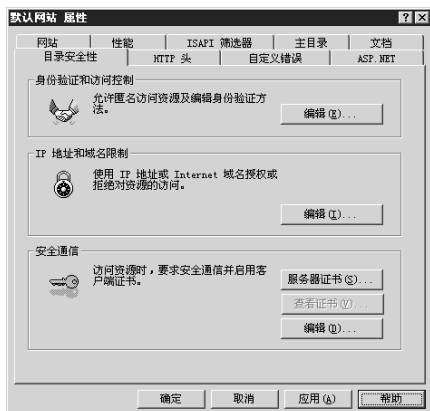 默认网站 属性
网站 性能 ISAPI 筛选器 主目录 文档
目录安全性 HTTP 头 自定义错误 ASP.NET
身份验证和访问控制
允许匿名访问资源及编辑身份验证方
法。
编辑(E)...
IP 地址和域名限制
使用 IP 地址或 Internet 域名授权或
拒绝对资源的访问。
编辑(I)...
安全通信
访问资源时,要求安全通信并启用客
户端证书。
服务器证书(S)...
查看证书(V)...
编辑(D)...
确定 取消 应用(A) 帮助